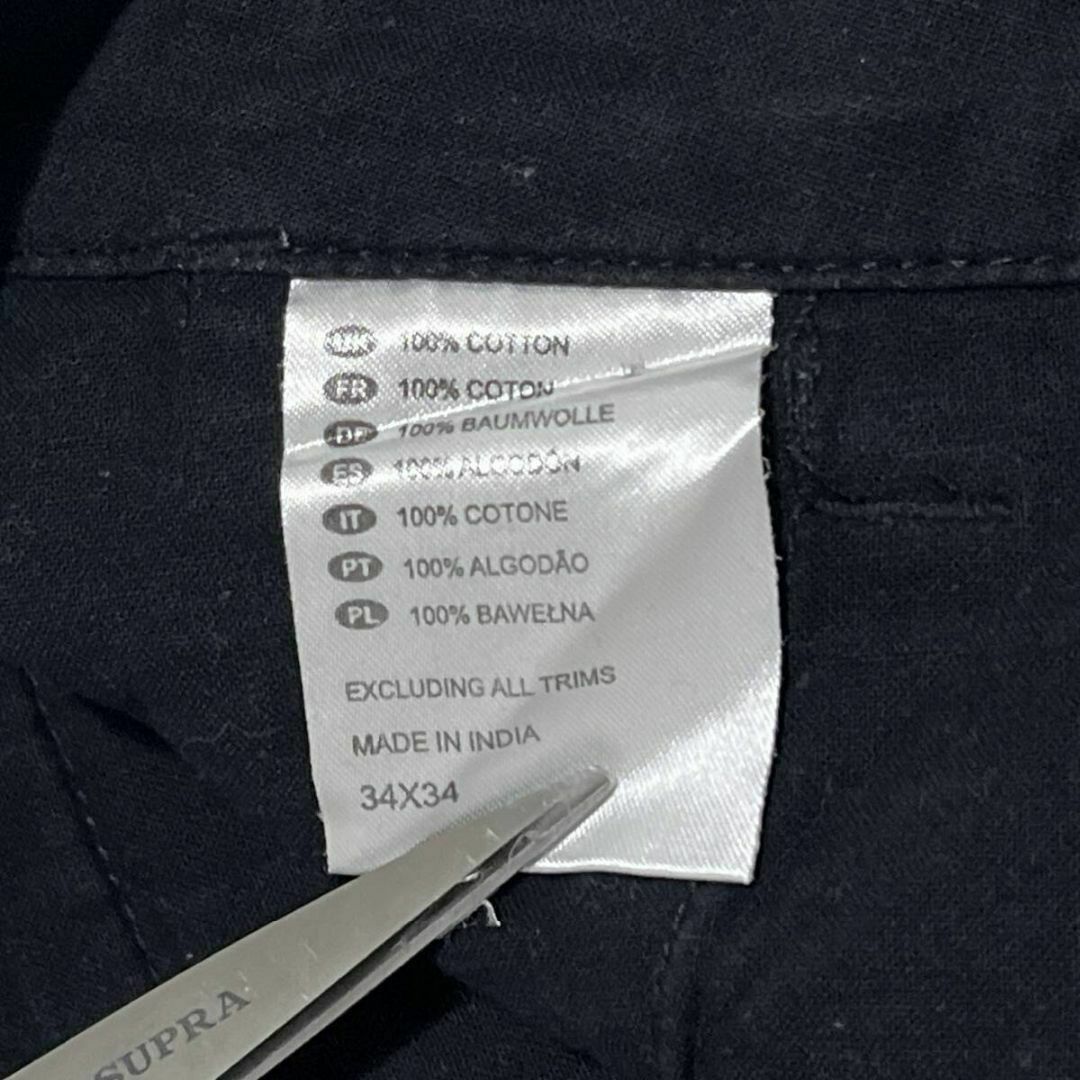 UK 100% COTTON
FR 100% COTON
DE 100% BAUMWOLLE
ES 100% ALGODÓN
IT 100% COTONE
PT 100% ALGODÃO
PL 100% BAWEŁNA
EXCLUDING ALL TRIMS
MADE IN INDIA
34X34
SUPRA